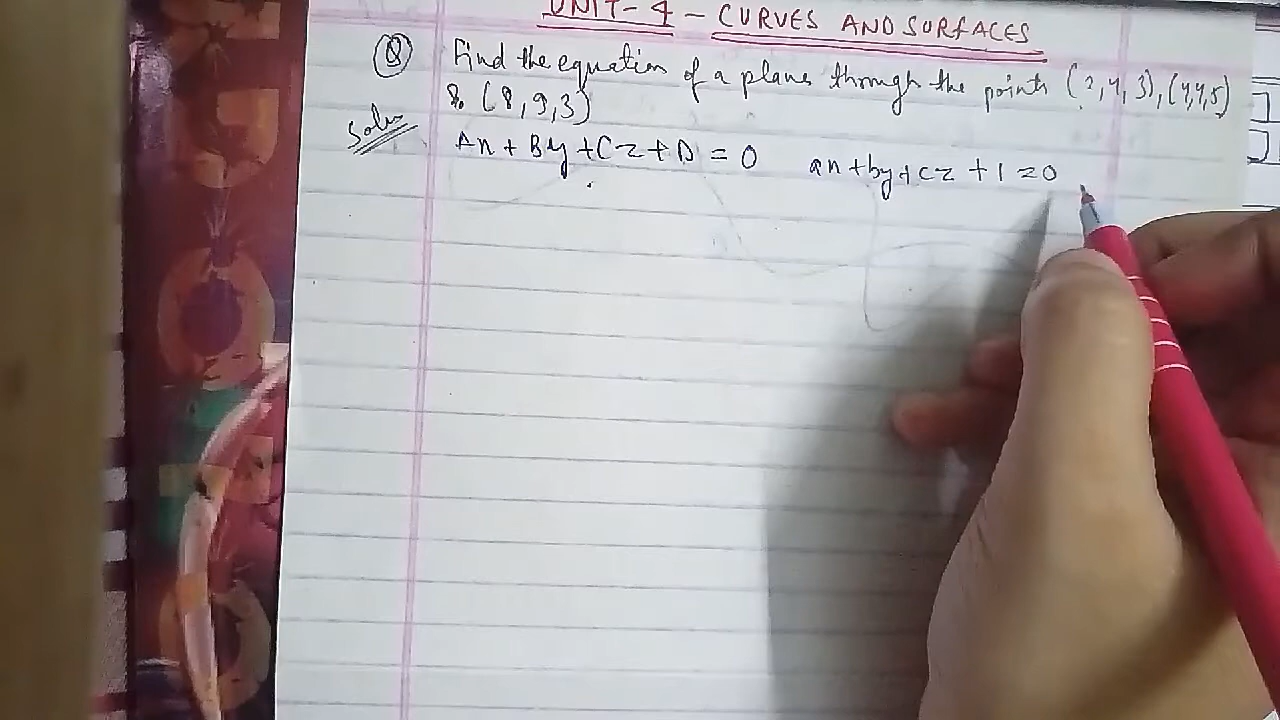 UNIT-4-CURVES AND SURFACES
Q Find the equation of a plane through the points (2,4,3), (4,4,5)
& (8,9,3)
Soln Ax + By + Cz + D = 0 ax + by + cz + 1 = 0